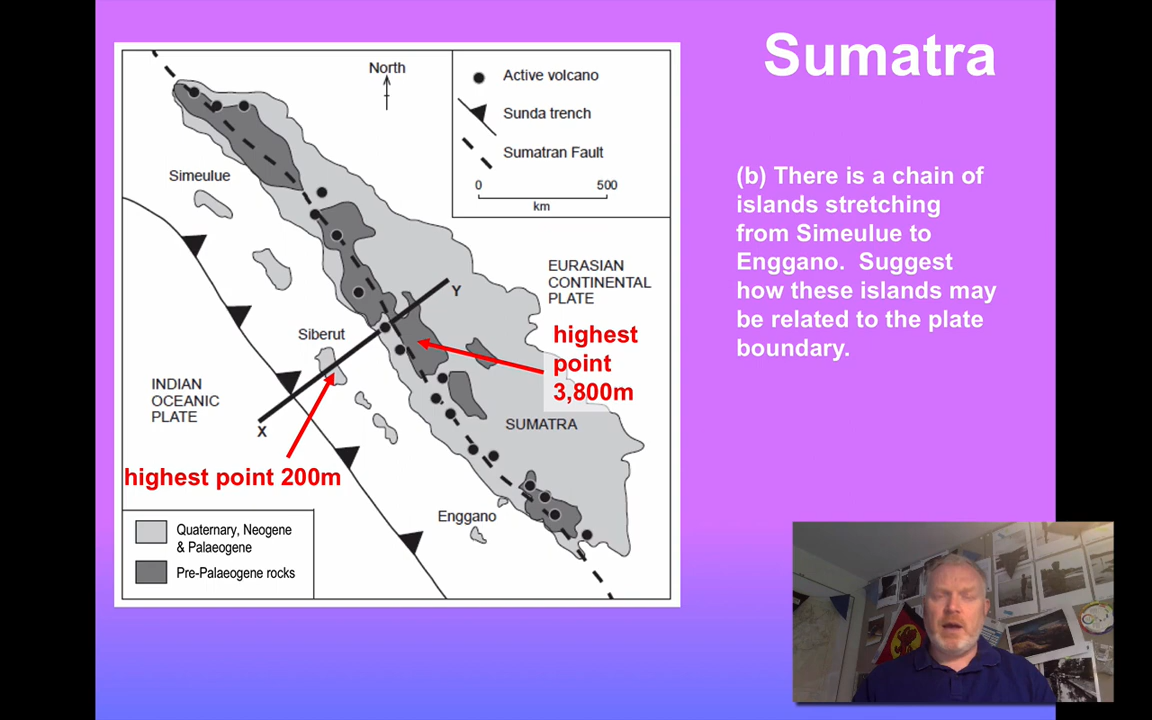 Sumatra
North
Active volcano
Sunda trench
Sumatran Fault
0 500
km
Simeulue
EURASIAN
CONTINENTAL
PLATE
Y
Siberut
highest
point
3,800m
INDIAN
OCEANIC
PLATE
X
SUMATRA
highest point 200m
Enggano
Quaternary, Neogene
& Palaeogene
Pre-Palaeogene rocks
(b) There is a chain of
islands stretching
from Simeulue to
Enggano. Suggest
how these islands may
be related to the plate
boundary.